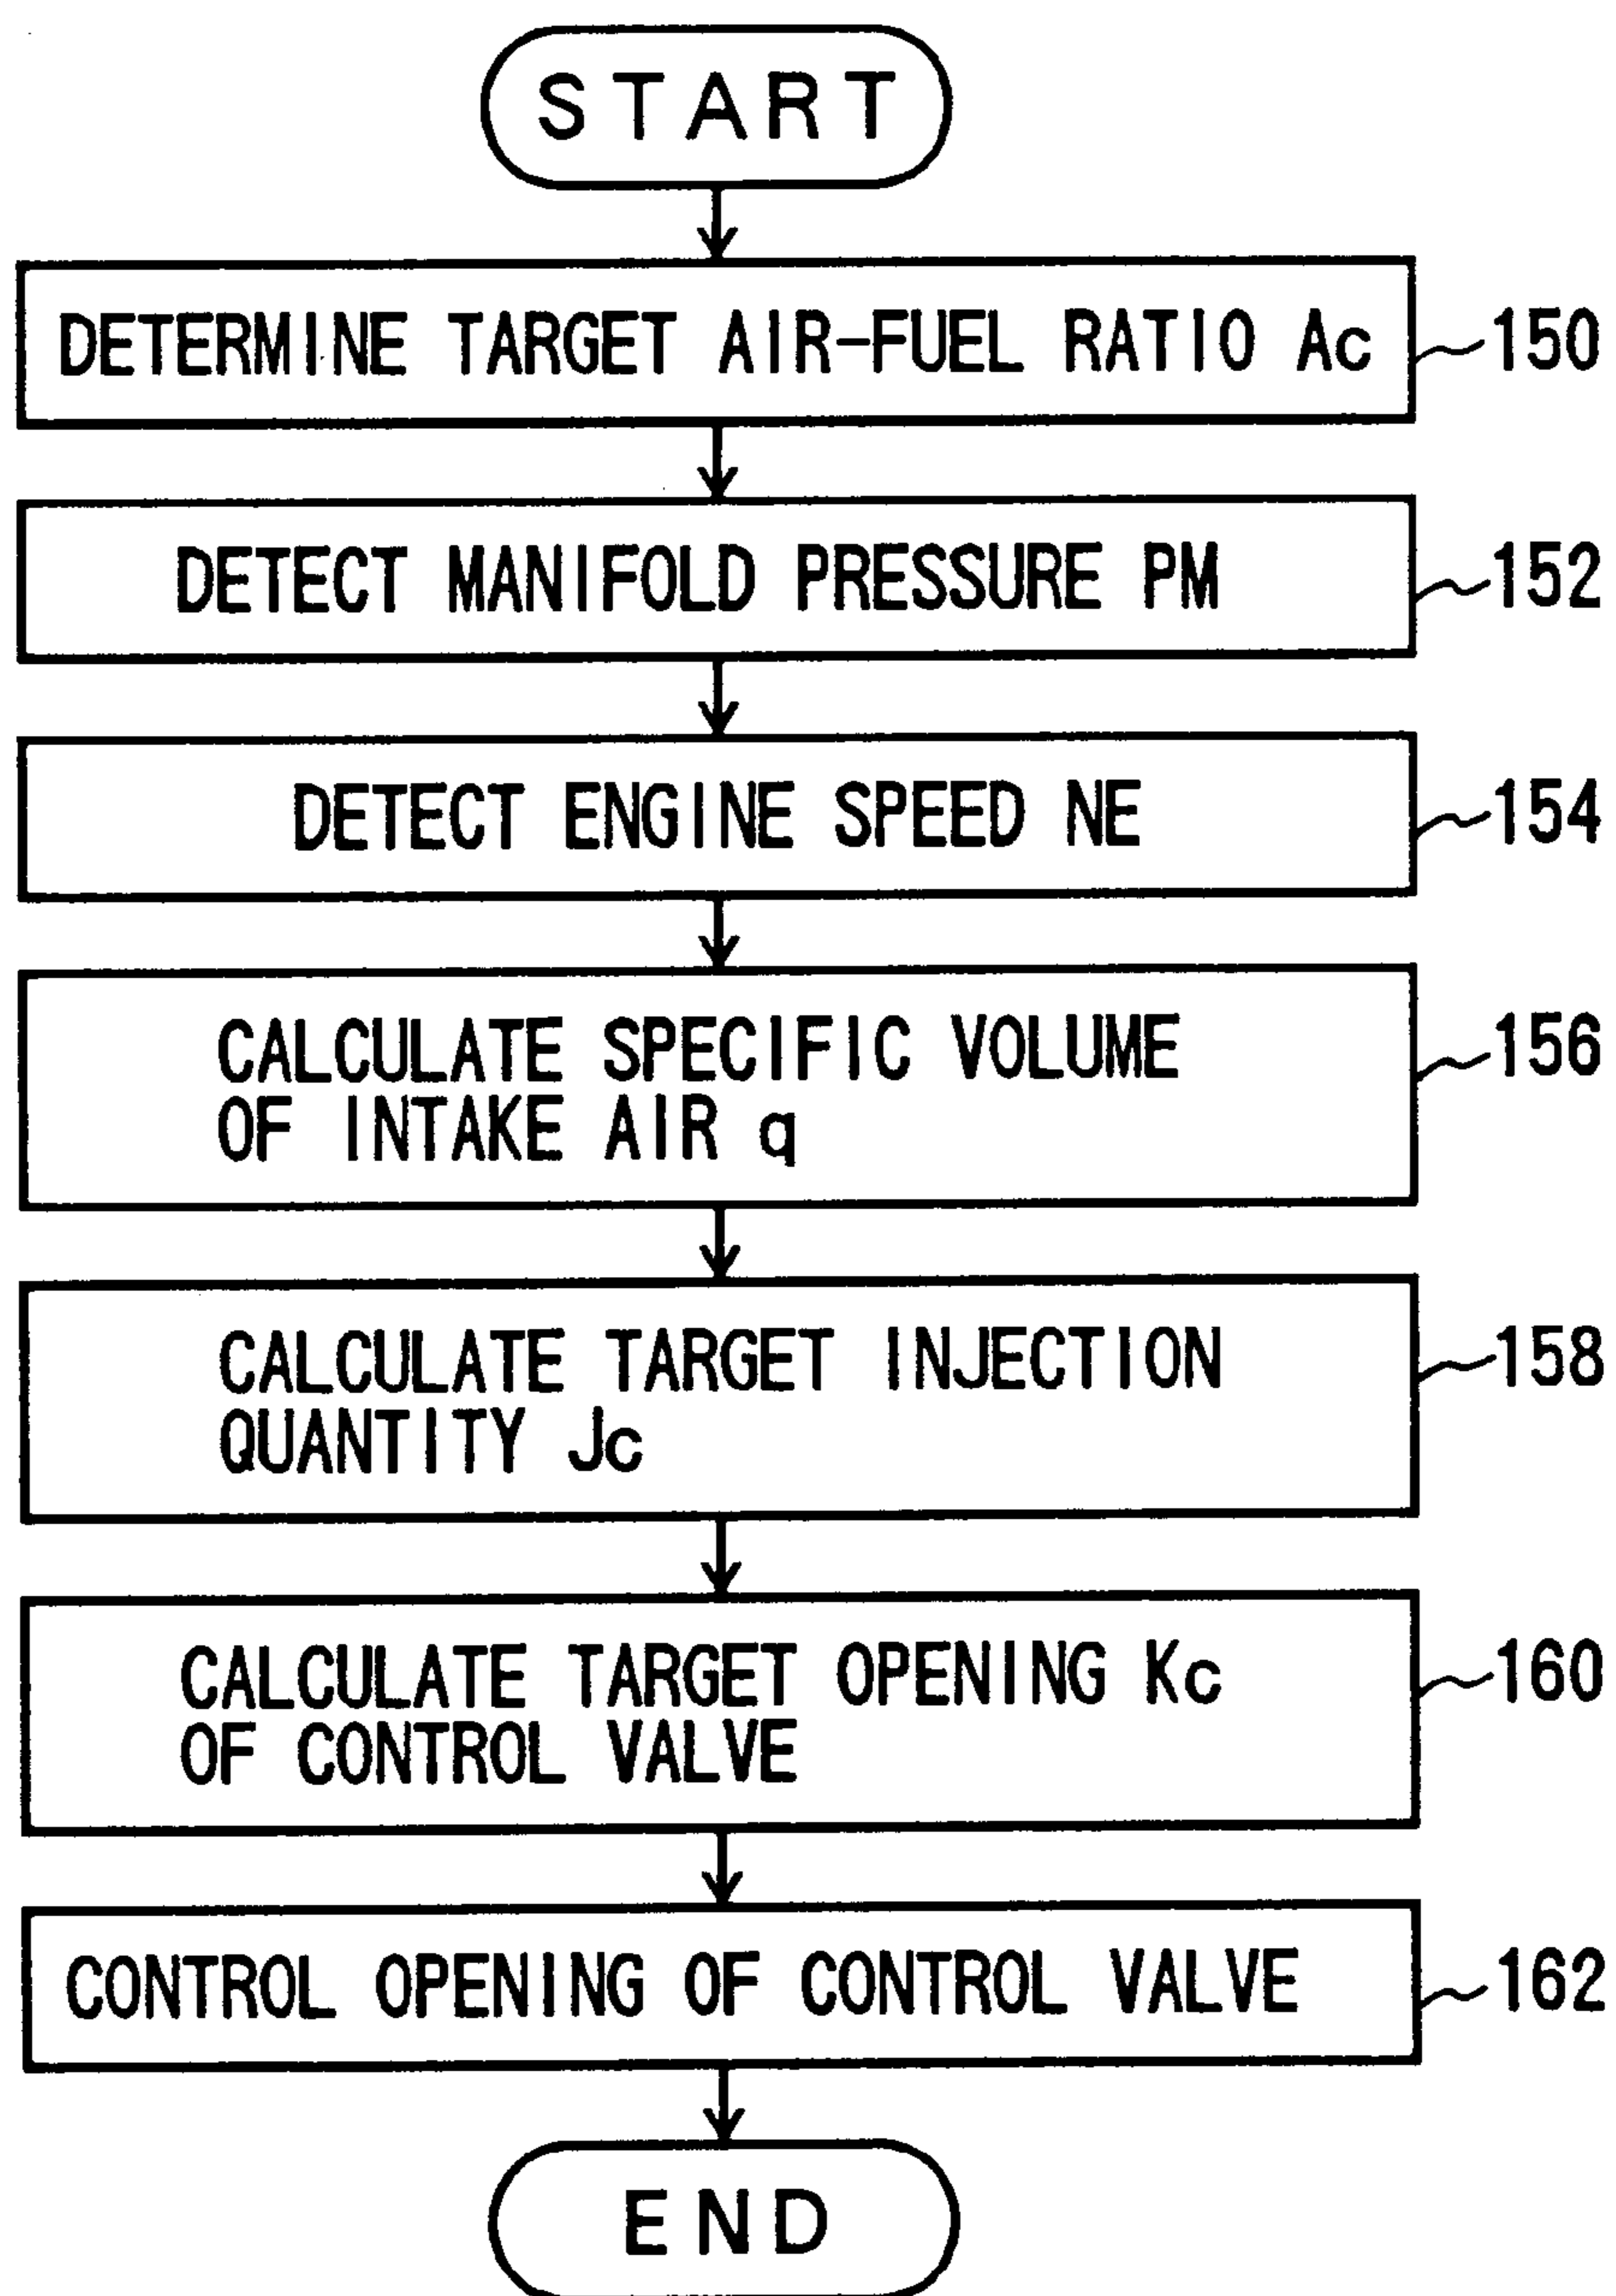 START
DETERMINE TARGET AIR-FUEL RATIO Ac
150
DETECT MANIFOLD PRESSURE PM
152
DETECT ENGINE SPEED NE
154
CALCULATE SPECIFIC VOLUME
OF INTAKE AIR q
156
CALCULATE TARGET INJECTION
QUANTITY Jc
158
CALCULATE TARGET OPENING Kc
OF CONTROL VALVE
160
CONTROL OPENING OF CONTROL VALVE
162
END